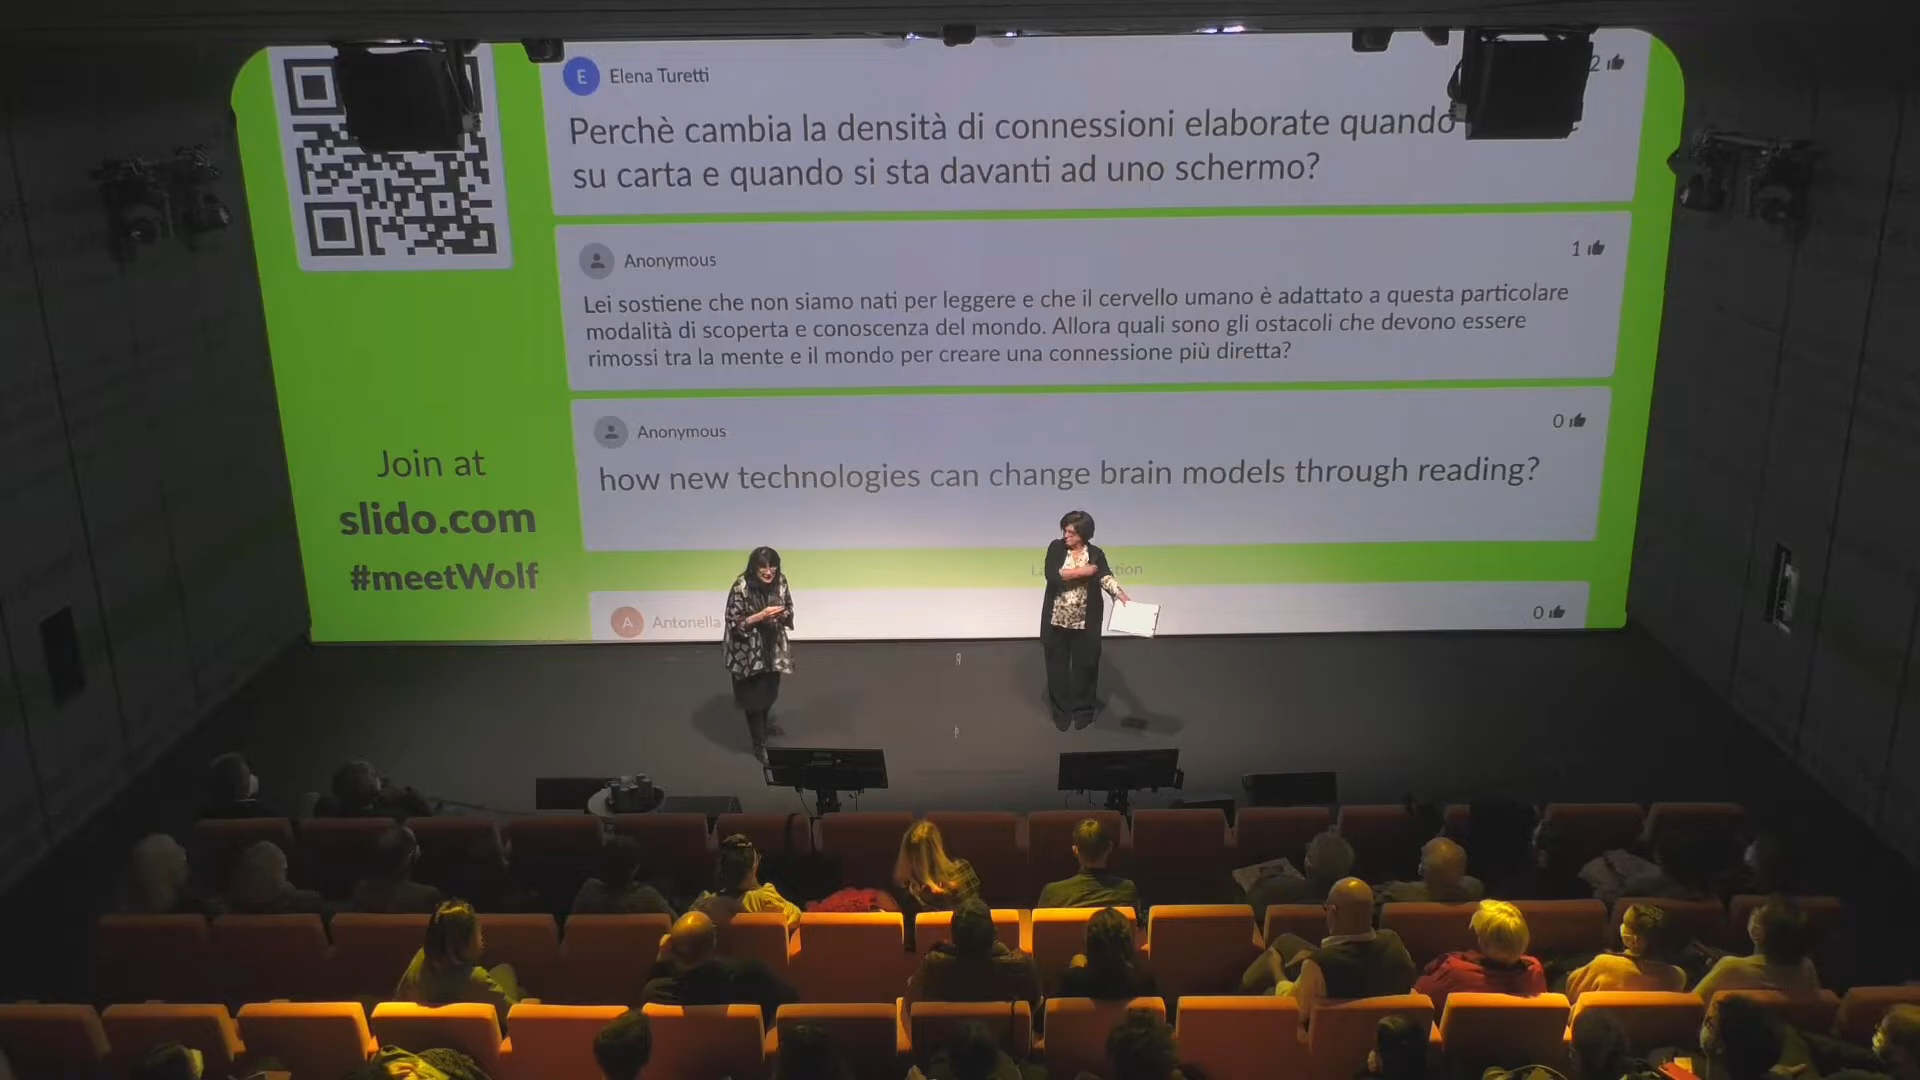 Elena Turetti
2
Perchè cambia la densità di connessioni elaborate quando
su carta e quando si sta davanti ad uno schermo?
Anonymous
1
Lei sostiene che non siamo nati per leggere e che il cervello umano è adattato a questa particolare
modalità di scoperta e conoscenza del mondo. Allora quali sono gli ostacoli che devono essere
rimossi tra la mente e il mondo per creare una connessione più diretta?
Anonymous
0
how new technologies can change brain models through reading?
Antonella
0
Join at
slido.com
#meetWolf